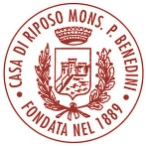 CASA DI RIPOSO MONS. P. BENEDINI
FONDATA NEL 1889